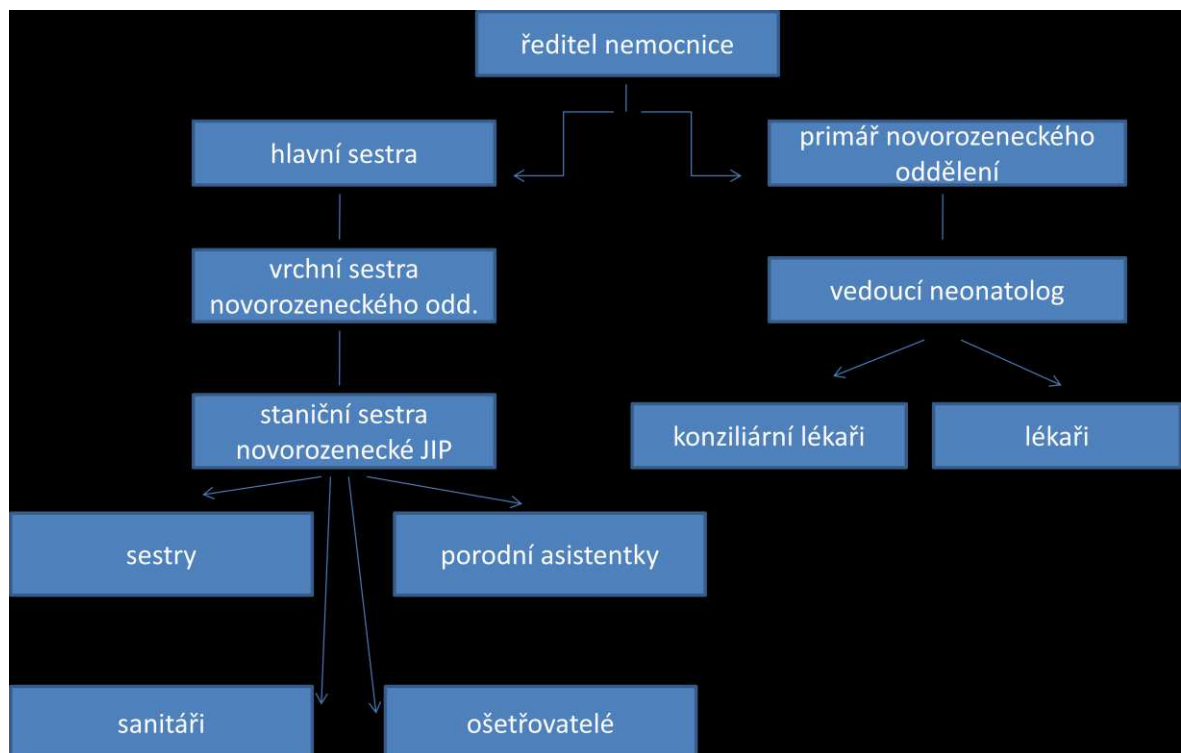 ředitel nemocnice
hlavní sestra
primář novorozeneckého
oddělení
vrchní sestra
novorozeneckého odd.
vedoucí neonatolog
staniční sestra
novorozenecké JIP
konziliární lékaři
lékaři
sestry
porodní asistentky
sanitáři
ošetřovatelé